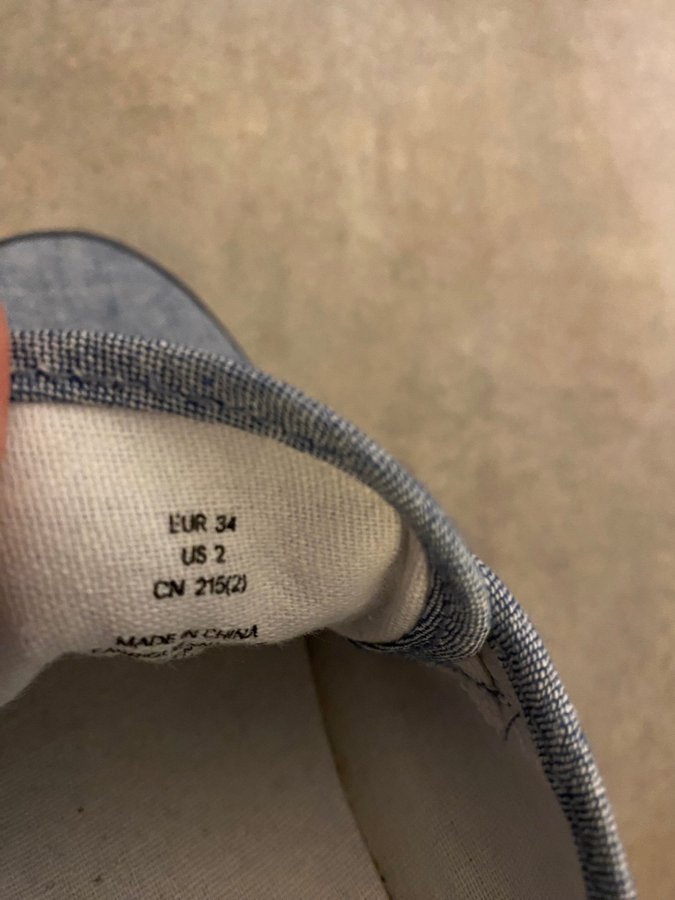 EUR 34
US 2
CN 215(2)
MADE IN CHINA